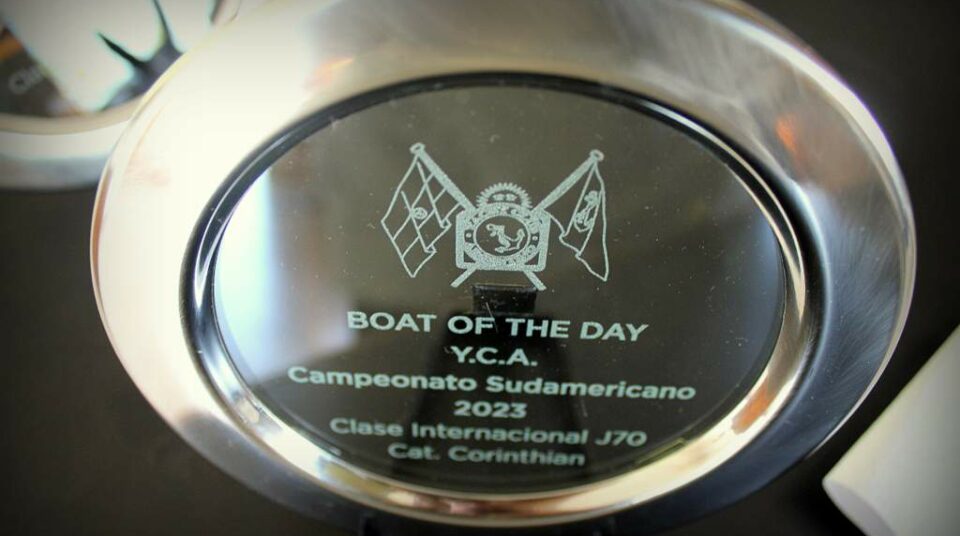 BOAT OF THE DAY
Y.C.A.
Campeonato Sudamericano
2023
Clase Internacional J70
Cat. Corinthian